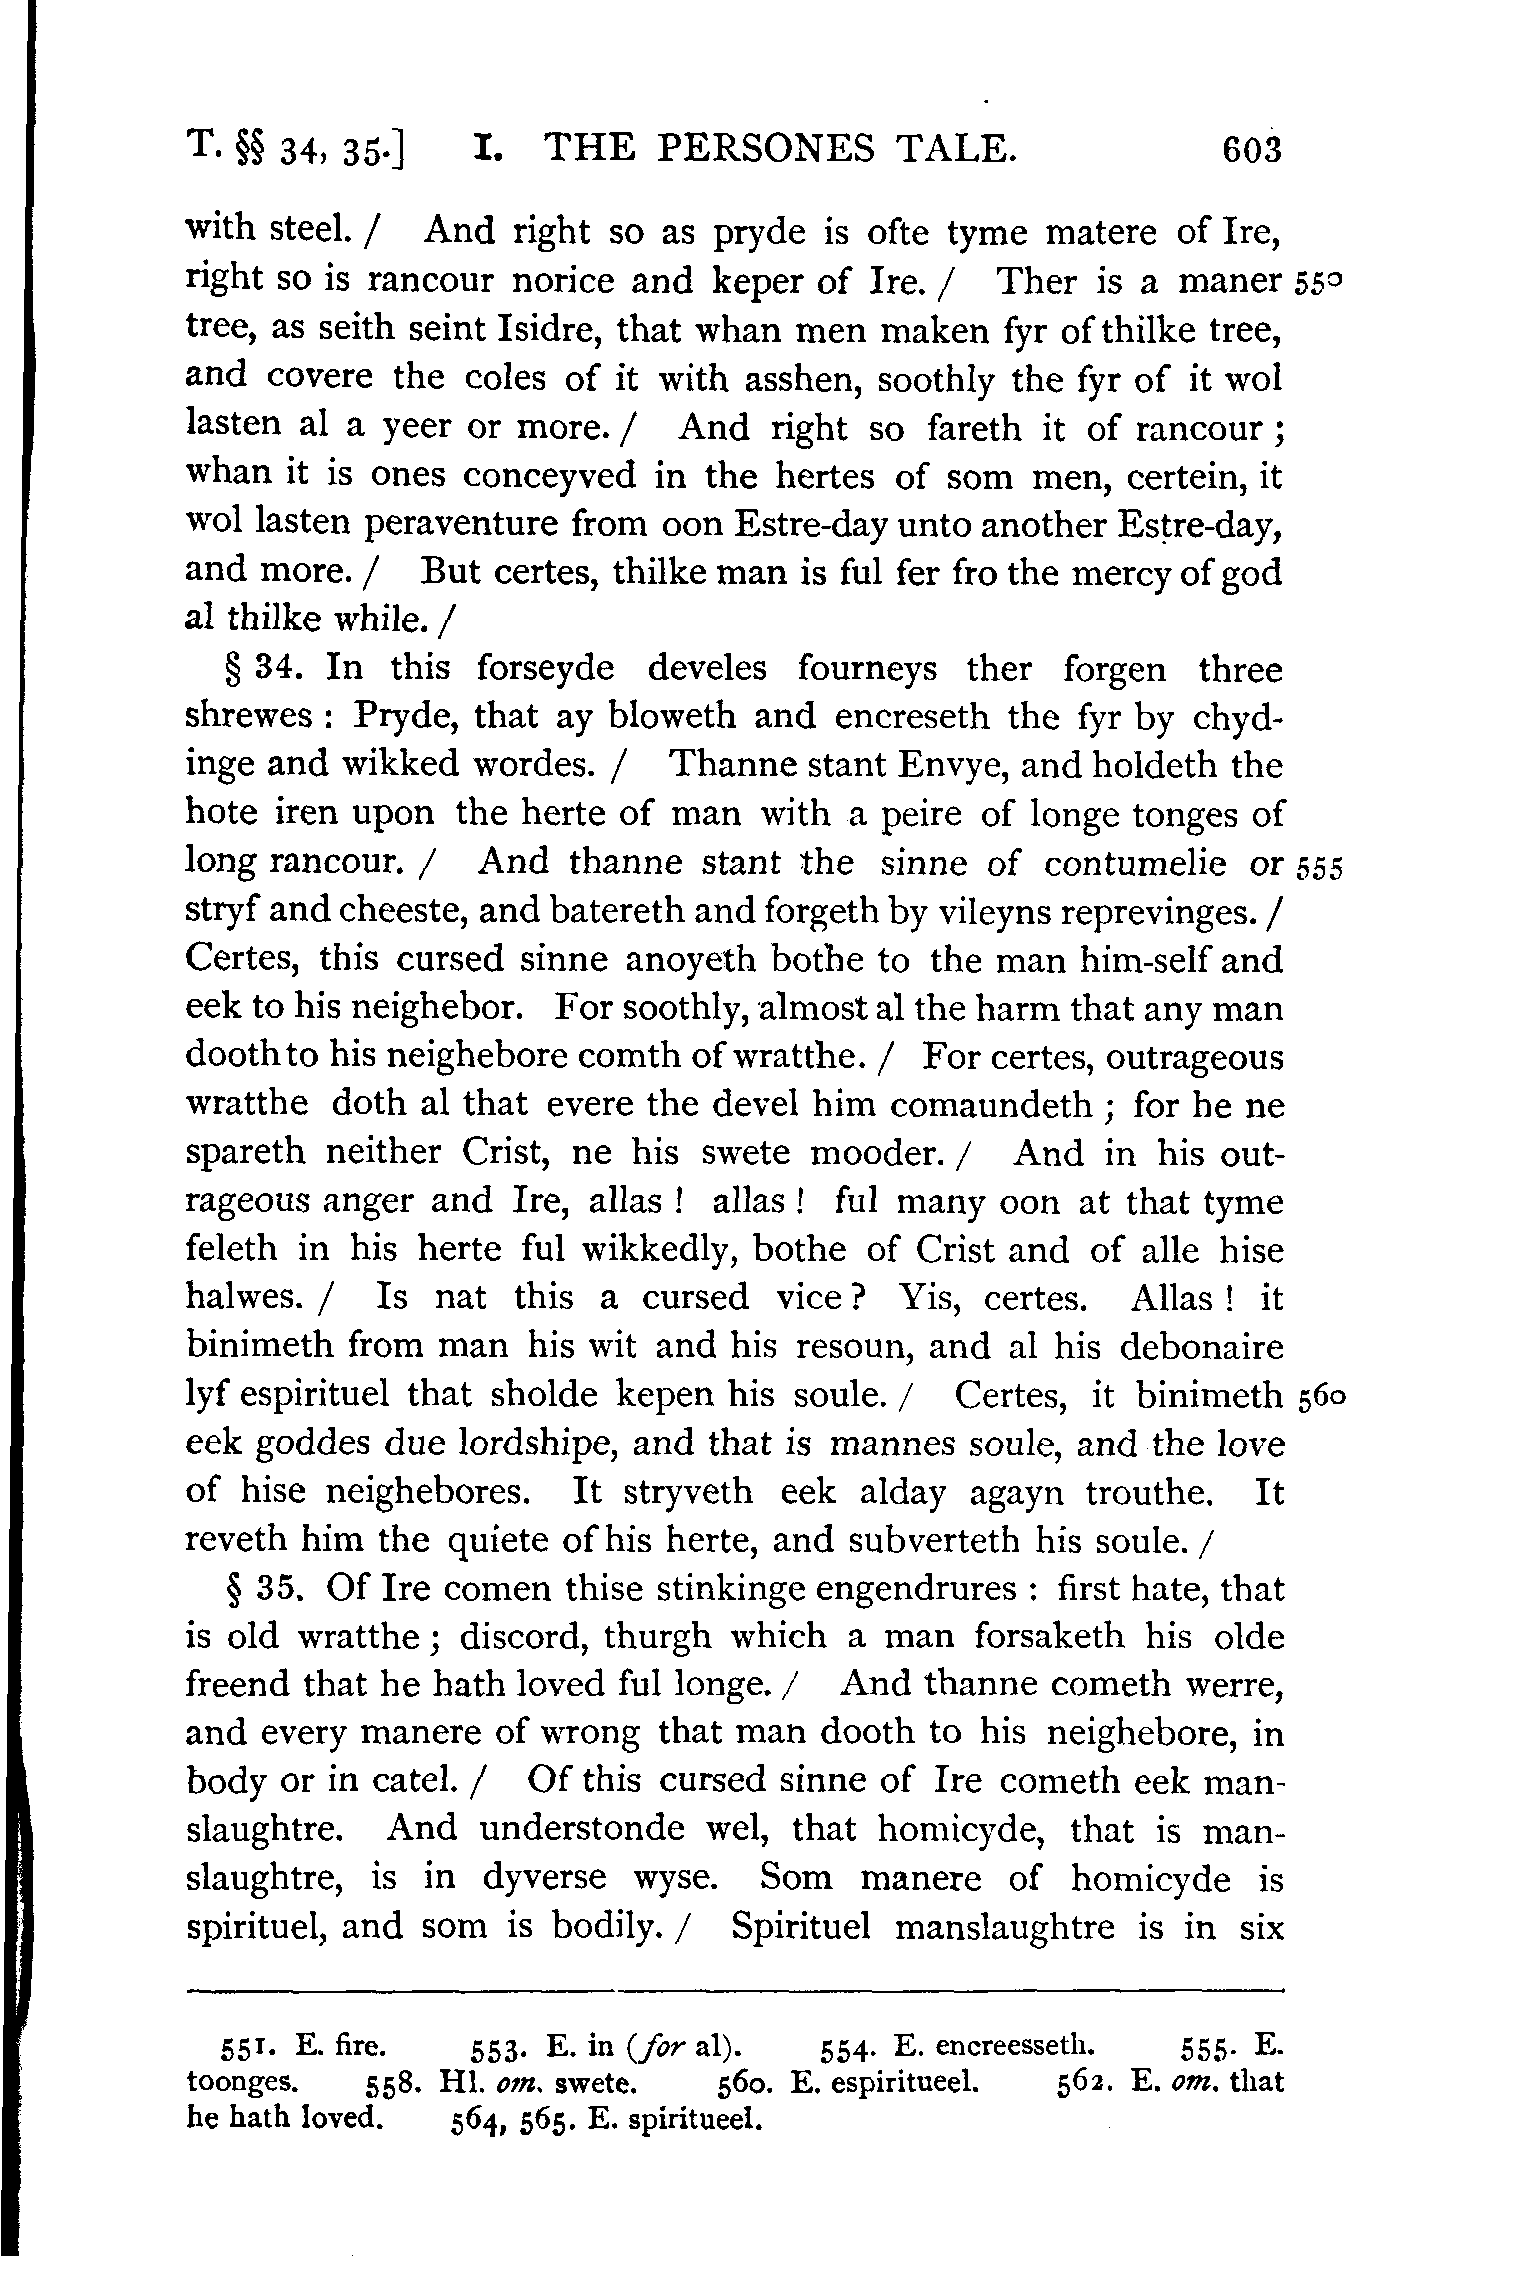 T. §§ 34, 35.] I. THE PERSONES TALE. 603
with steel. / And right so as pryde is ofte tyme matere of Ire,
right so is rancour norice and keper of Ire. / Ther is a maner 550
tree, as seith seint Isidre, that whan men maken fyr of thilke tree,
and covere the coles of it with asshen, soothly the fyr of it wol
lasten al a yeer or more. / And right so fareth it of rancour ;
whan it is ones conceyved in the hertes of som men, certein, it
wol lasten peraventure from oon Estre-day unto another Estre-day,
and more. / But certes, thilke man is ful fer fro the mercy of god
al thilke while. /
§ 34. In this forseyde develes fourneys ther forgen three
shrewes : Pryde, that ay bloweth and encreseth the fyr by chyd-
inge and wikked wordes. / Thanne stant Envye, and holdeth the
hote iren upon the herte of man with a peire of longe tonges of
long rancour. / And thanne stant the sinne of contumelie or 555
stryf and cheeste, and batereth and forgeth by vileyns reprevinges. /
Certes, this cursed sinne anoyeth bothe to the man him-self and
eek to his neighebor. For soothly, almost al the harm that any man
dooth to his neighebore comth of wratthe. / For certes, outrageous
wratthe doth al that evere the devel him comaundeth ; for he ne
spareth neither Crist, ne his swete mooder. / And in his out-
rageous anger and Ire, allas ! allas ! ful many oon at that tyme
feleth in his herte ful wikkedly, bothe of Crist and of alle hise
halwes. / Is nat this a cursed vice ? Yis, certes. Allas ! it
binimeth from man his wit and his resoun, and al his debonaire
lyf espirituel that sholde kepen his soule. / Certes, it binimeth 560
eek goddes due lordshipe, and that is mannes soule, and the love
of hise neighebores. It stryveth eek alday agayn trouthe. It
reveth him the quiete of his herte, and subverteth his soule. /
§ 35. Of Ire comen thise stinkinge engendrures : first hate, that
is old wratthe ; discord, thurgh which a man forsaketh his olde
freend that he hath loved ful longe. / And thanne cometh werre,
and every manere of wrong that man dooth to his neighebore, in
body or in catel. / Of this cursed sinne of Ire cometh eek man-
slaughtre. And understonde wel, that homicyde, that is man-
slaughtre, is in dyverse wyse. Som manere of homicyde is
spirituel, and som is bodily. / Spirituel manslaughtre is in six
551. E. fire. 553. E. in (for al). 554. E. encreesseth. 555. E.
toonges. 558. Hl. om. swete. 560. E. espiritueel. 562. E. om. that
he hath loved. 564, 565. E. spiritueel.